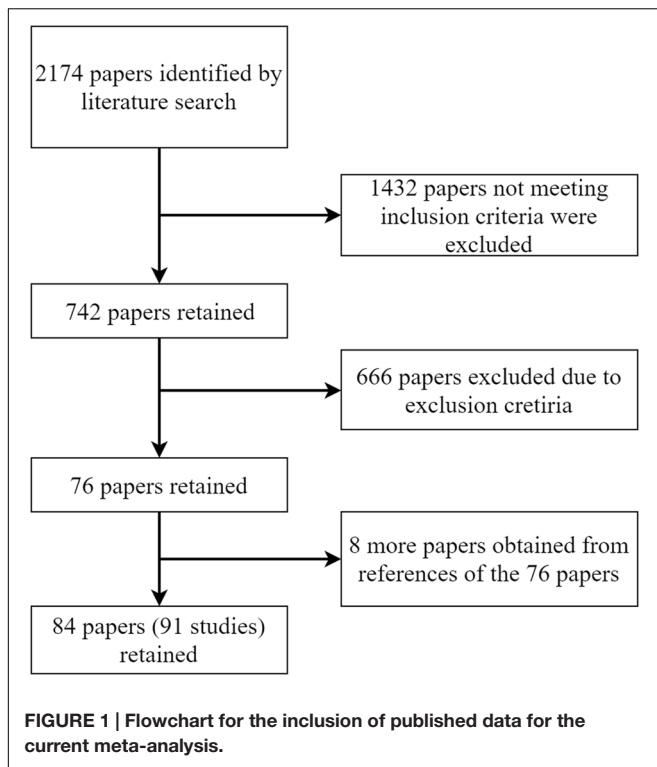 2174 papers identified by
literature search
1432 papers not meeting
inclusion criteria were
excluded
742 papers retained
666 papers excluded due to
exclusion cretiria
76 papers retained
8 more papers obtained from
references of the 76 papers
84 papers (91 studies)
retained
FIGURE 1 | Flowchart for the inclusion of published data for the
current meta-analysis.